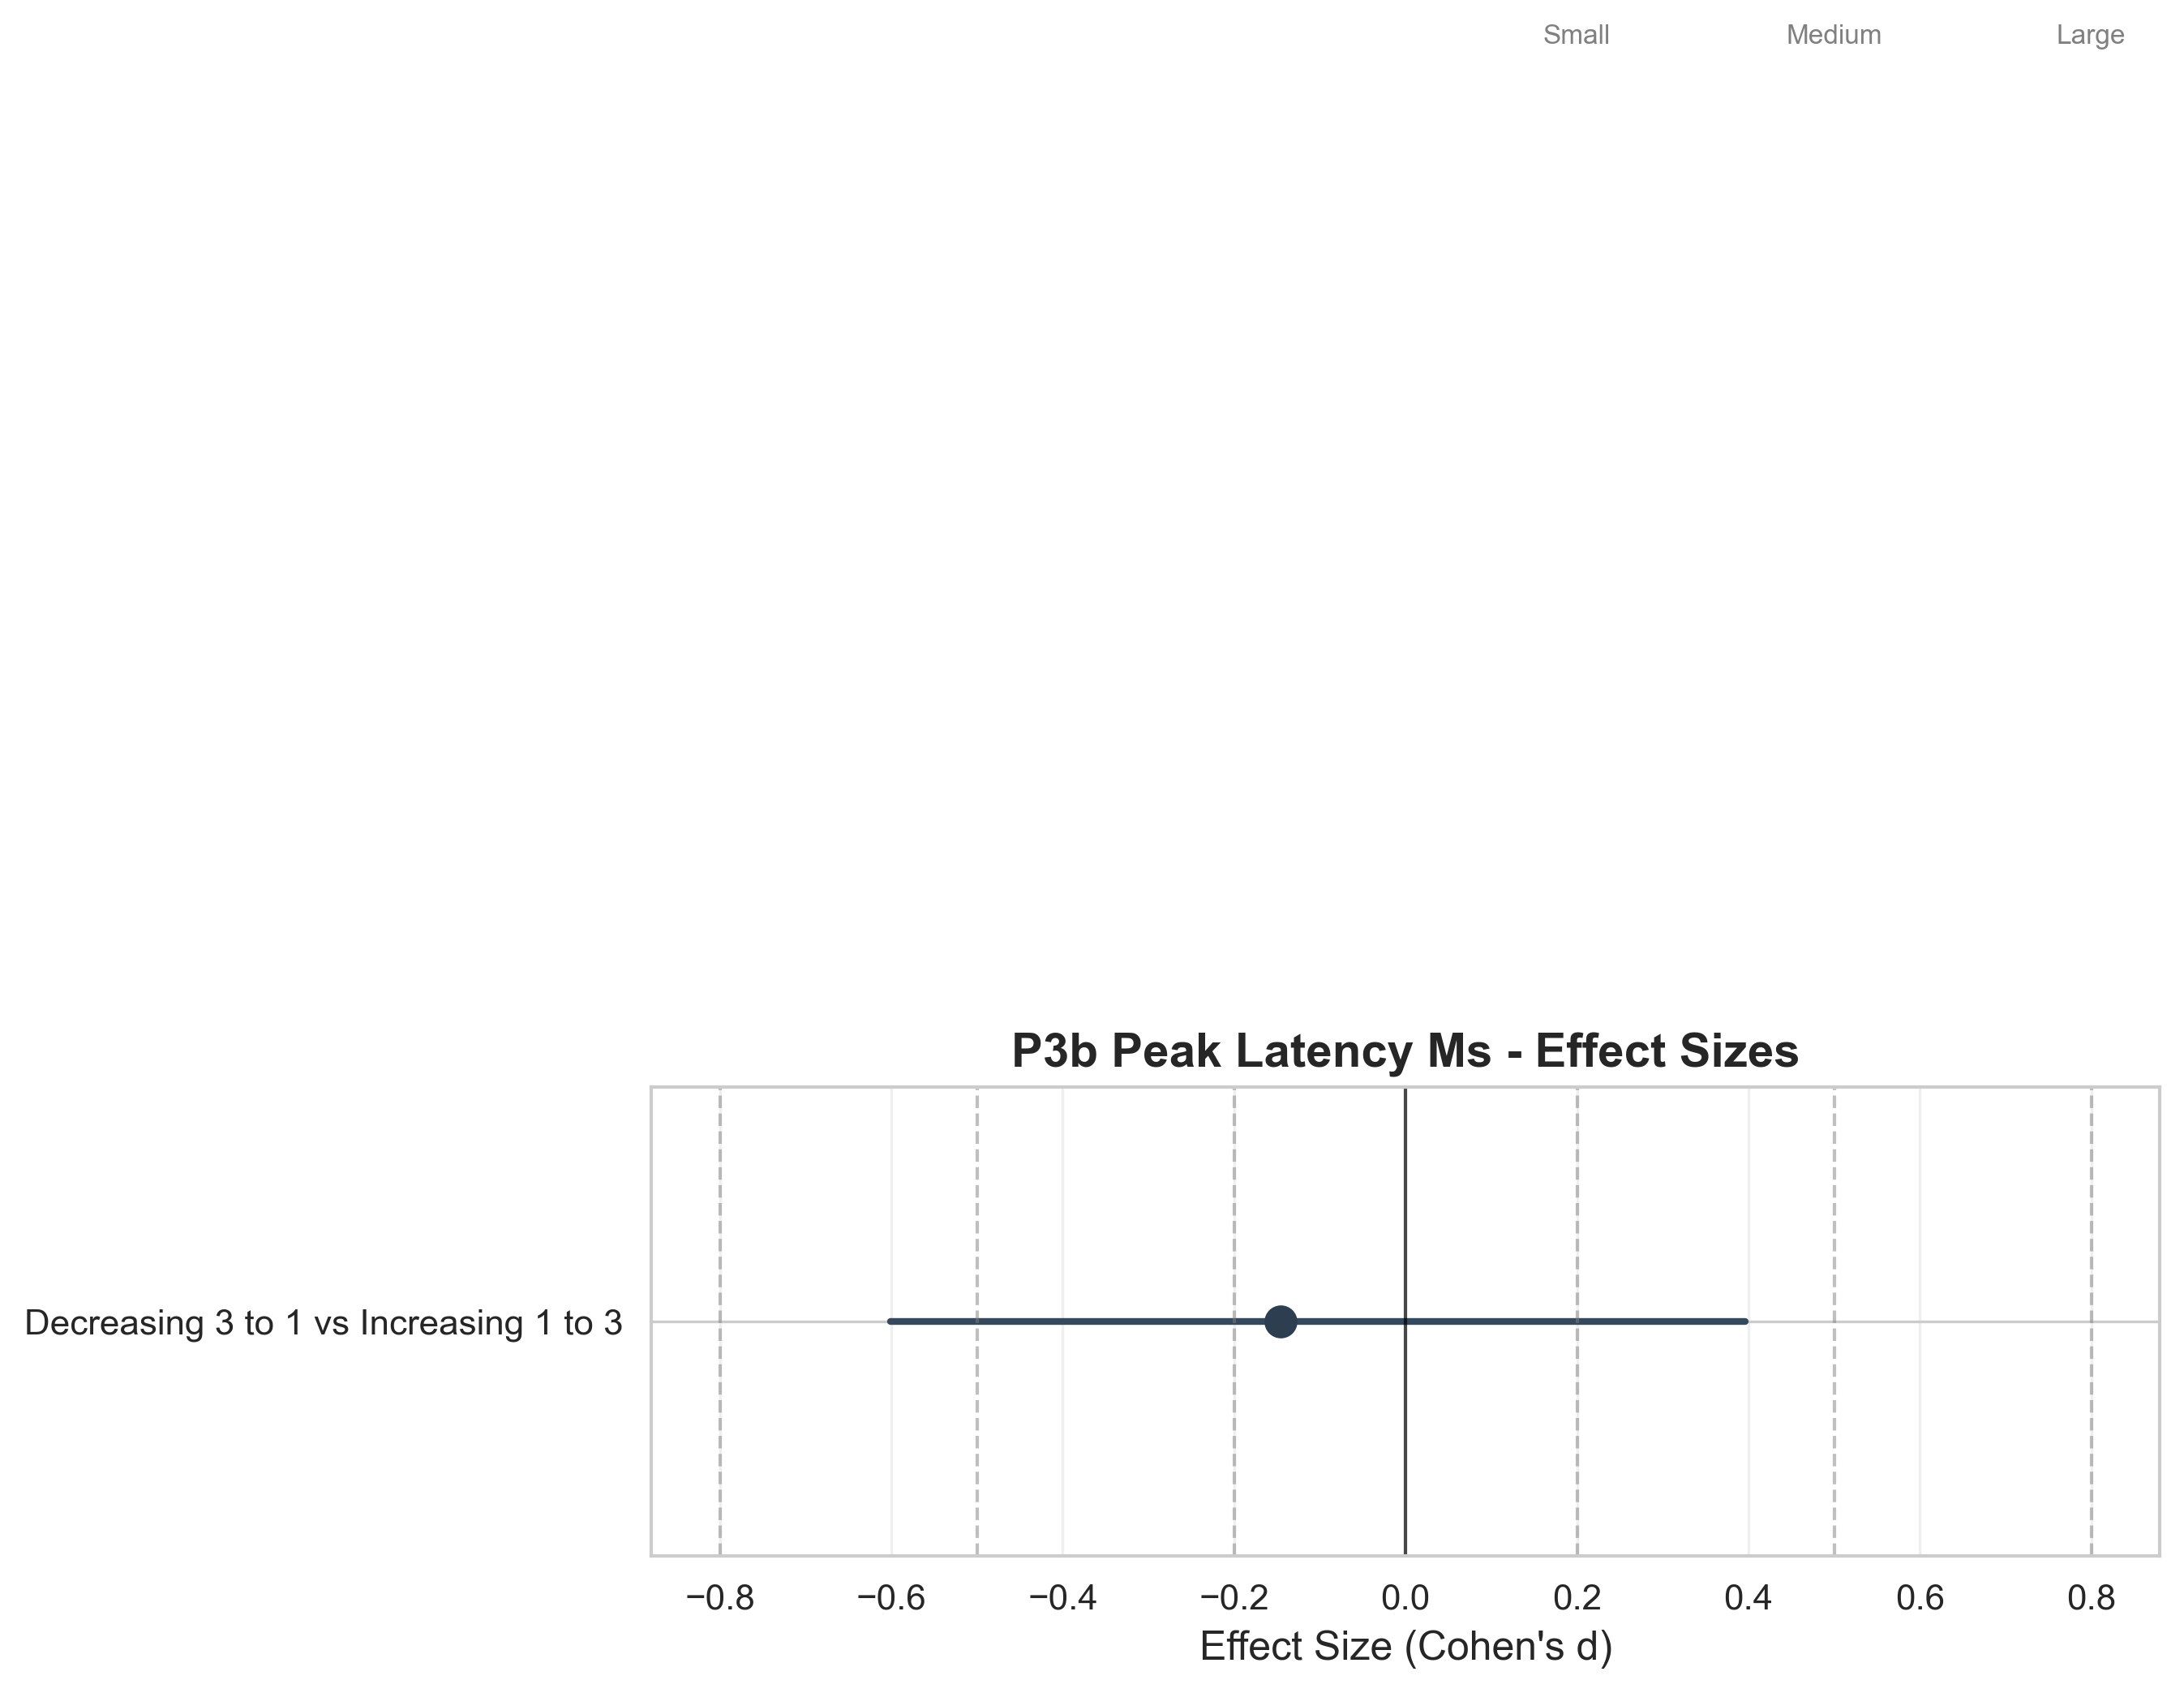 Small Medium Large
P3b Peak Latency Ms - Effect Sizes
Decreasing 3 to 1 vs Increasing 1 to 3
−0.8 −0.6 −0.4 −0.2 0.0 0.2 0.4 0.6 0.8
Effect Size (Cohen's d)